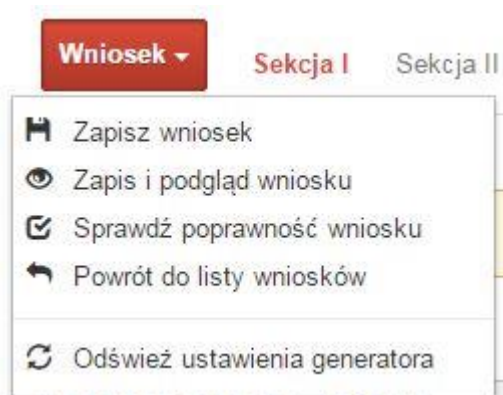 Wniosek Sekcja I Sekcja II
Zapisz wniosek
Zapis i podgląd wniosku
Sprawdź poprawność wniosku
Powrót do listy wniosków
Odśwież ustawienia generatora